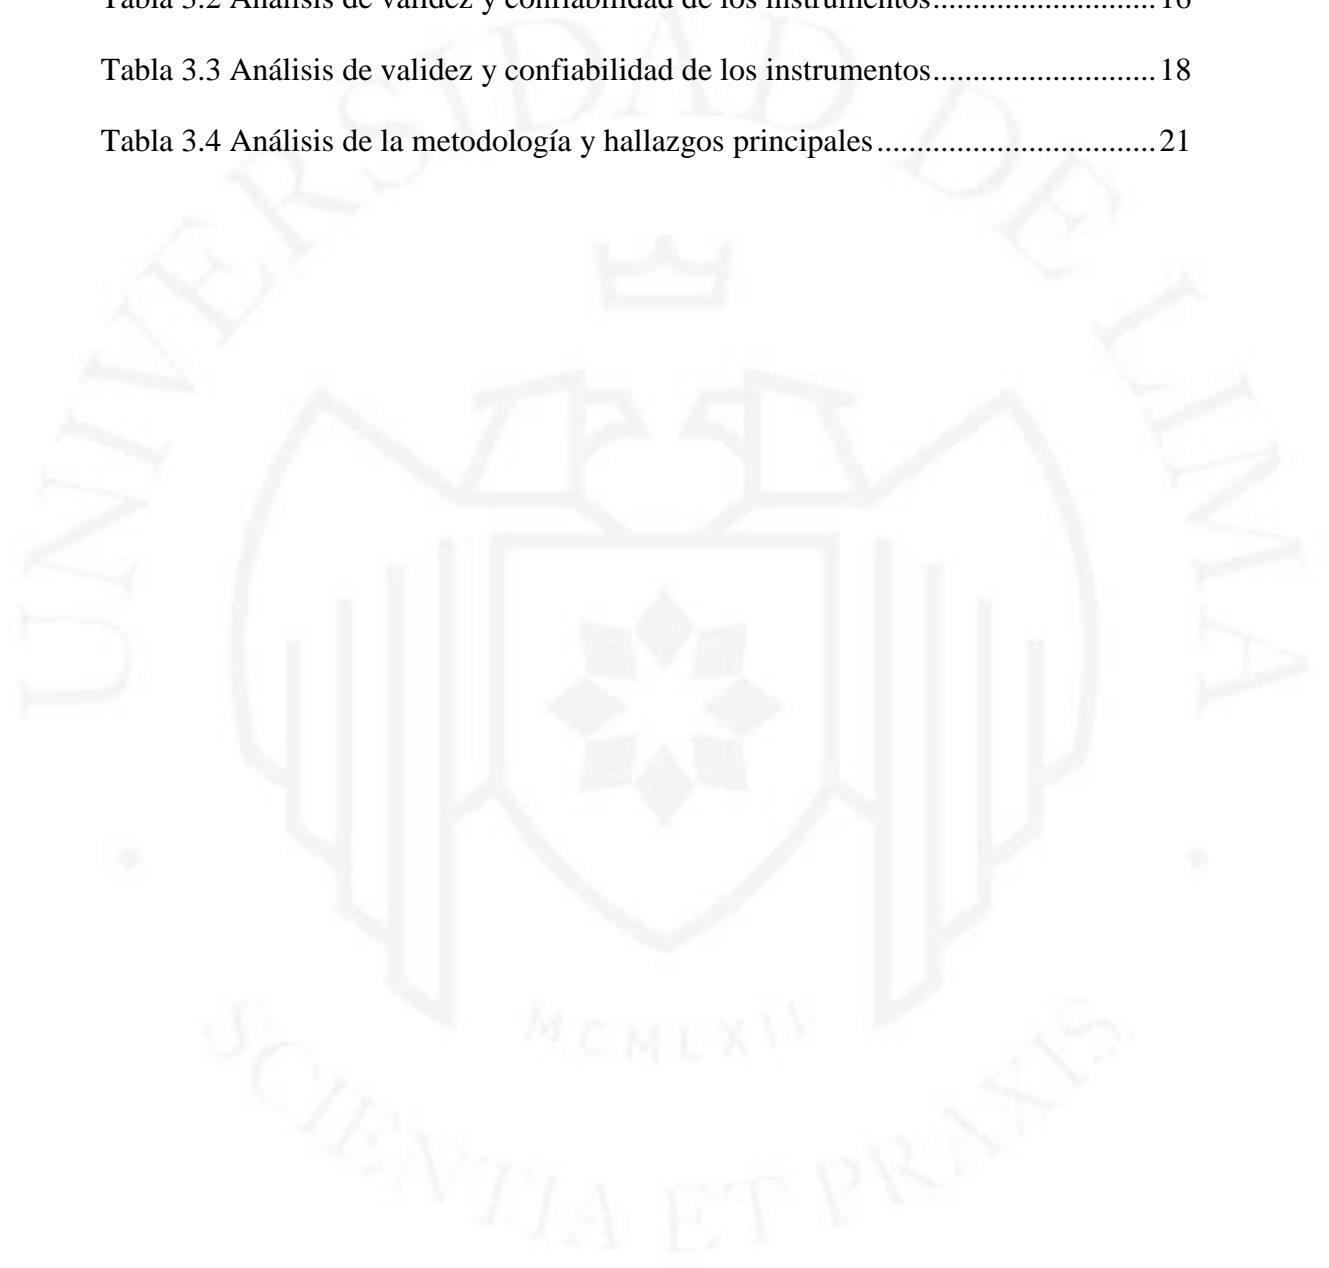 Tabla 3.2 Análisis de validez y confiabilidad de los instrumentos............................16
Tabla 3.3 Análisis de validez y confiabilidad de los instrumentos............................18
Tabla 3.4 Análisis de la metodología y hallazgos principales...................................21
UNIVERSIDAD DE LIMA
MCMLXII
SCIENTIA ET PRAXIS